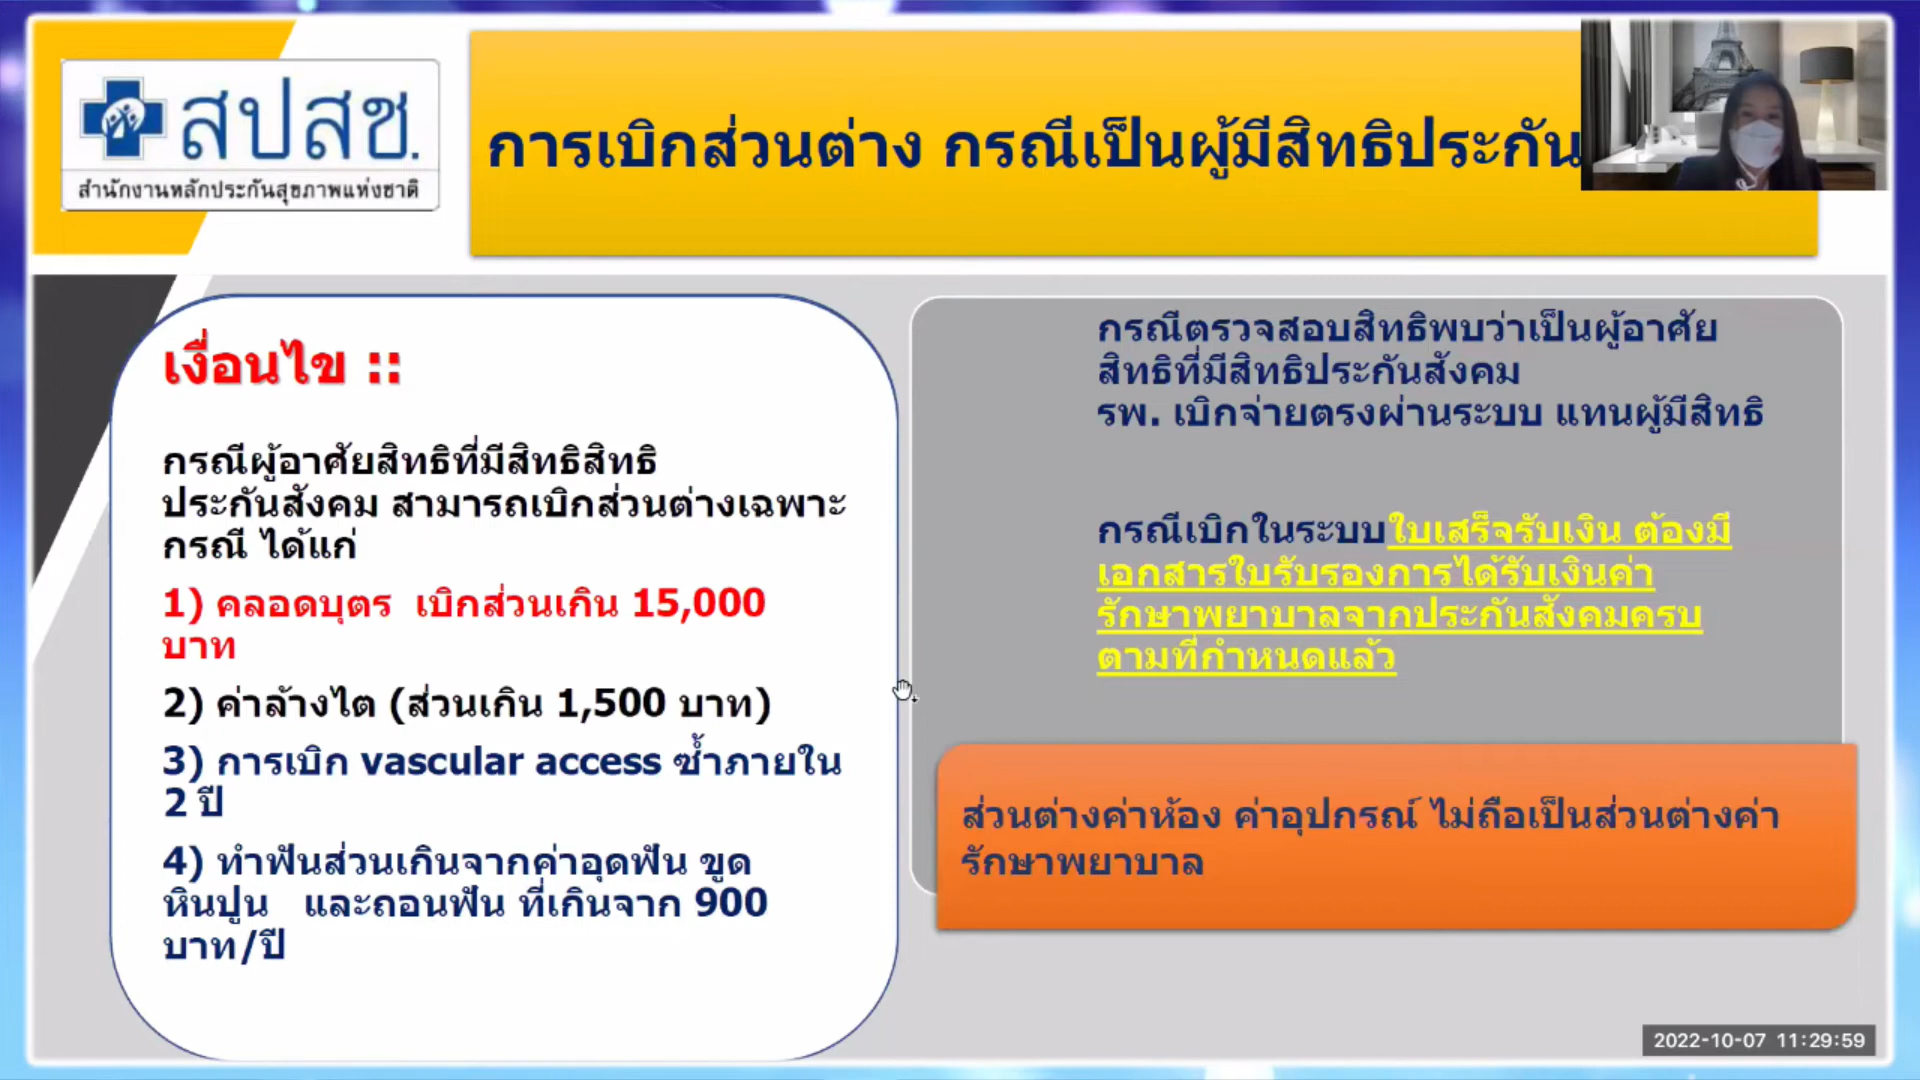 สปสช.
สำนักงานหลักประกันสุขภาพแห่งชาติ
การเบิกส่วนต่าง กรณีเป็นผู้มีสิทธิประกัน
เงื่อนไข ::
กรณีผู้อาศัยสิทธิที่มีสิทธิสิทธิ
ประกันสังคม สามารถเบิกส่วนต่างเฉพาะ
กรณี ได้แก่
1) คลอดบุตร เบิกส่วนเกิน 15,000
บาท
2) ค่าล้างไต (ส่วนเกิน 1,500 บาท)
3) การเบิก vascular access ซ้ำภายใน
2 ปี
4) ทำฟันส่วนเกินจากค่าอุดฟัน ขูด
หินปูน และถอนฟัน ที่เกินจาก 900
บาท/ปี
กรณีตรวจสอบสิทธิพบว่าเป็นผู้อาศัย
สิทธิที่มีสิทธิประกันสังคม
รพ. เบิกจ่ายตรงผ่านระบบ แทนผู้มีสิทธิ
กรณีเบิกในระบบใบเสร็จรับเงิน ต้องมี
เอกสารใบรับรองการได้รับเงินค่า
รักษาพยาบาลจากประกันสังคมครบ
ตามที่กำหนดแล้ว
ส่วนต่างค่าห้อง ค่าอุปกรณ์ ไม่ถือเป็นส่วนต่างค่า
รักษาพยาบาล
2022-10-07 11:29:59